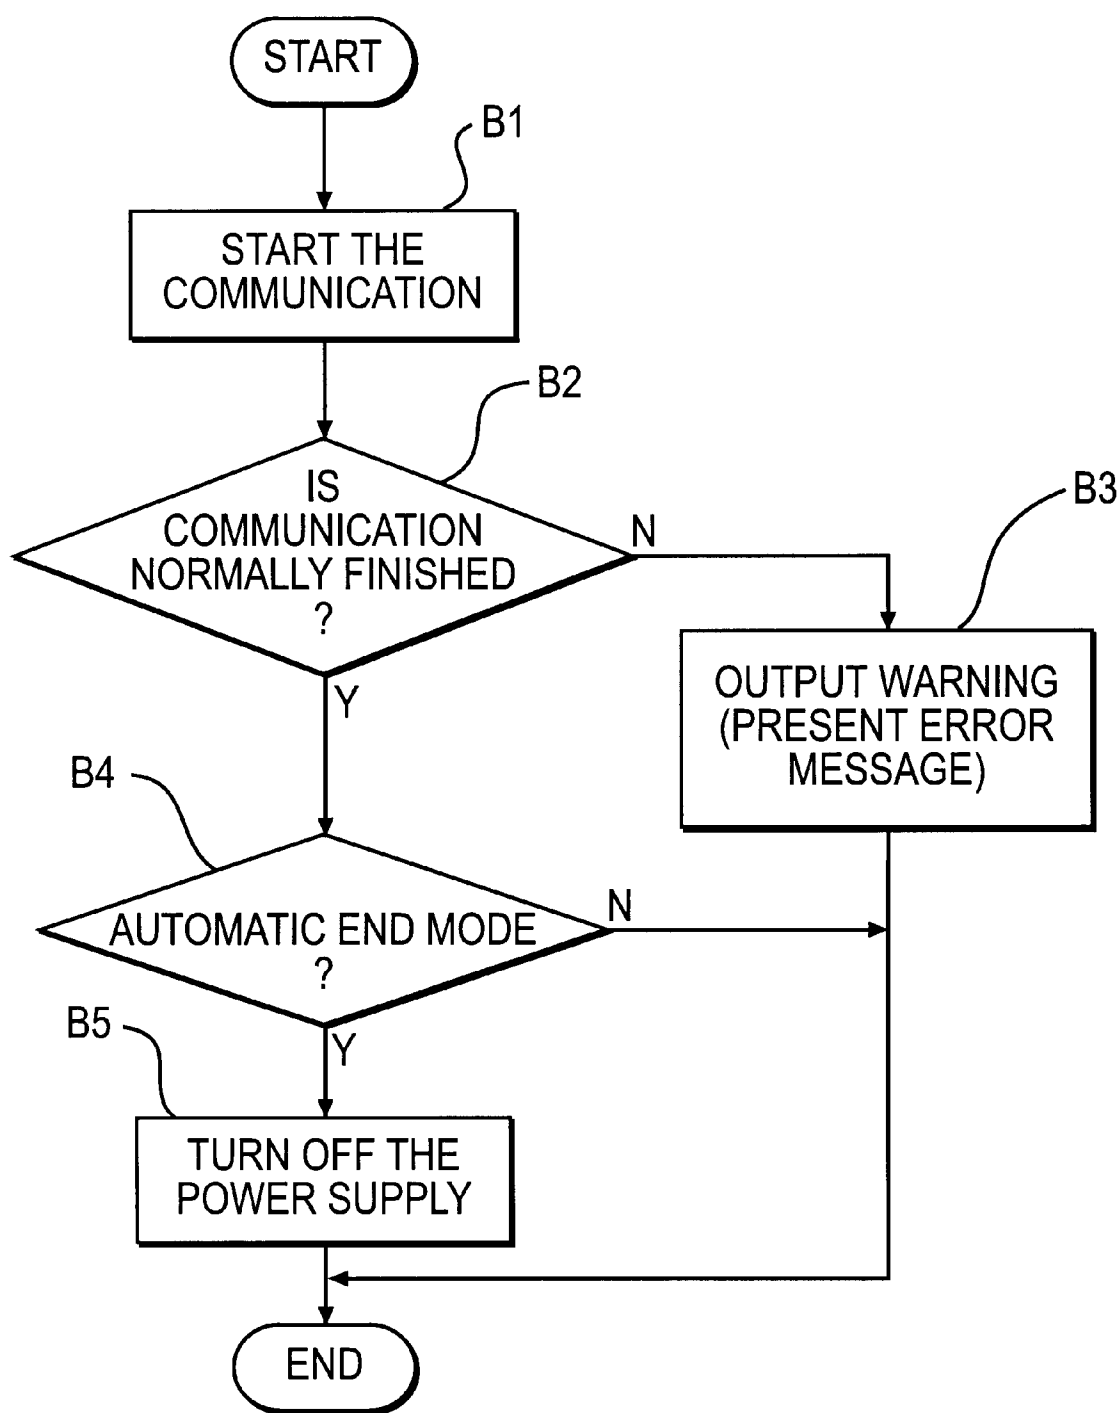 START
B1
START THE
COMMUNICATION
B2
IS
COMMUNICATION
NORMALLY FINISHED
?
N
B3
OUTPUT WARNING
(PRESENT ERROR
MESSAGE)
Y
B4
AUTOMATIC END MODE
?
N
B5
Y
TURN OFF THE
POWER SUPPLY
END